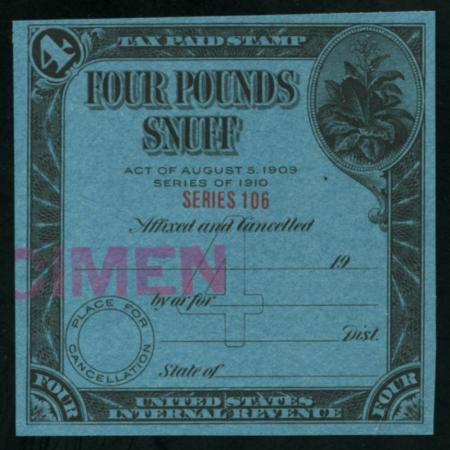 4
TAX PAID STAMP
FOUR POUNDS
SNUFF
ACT OF AUGUST 5, 1909
SERIES OF 1910
SERIES 106
Affixed and Cancelled
19
CIMEN
by or for
4
PLACE FOR
CANCELLATION
Dist.
State of
FOUR
UNITED STATES
INTERNAL REVENUE
FOUR